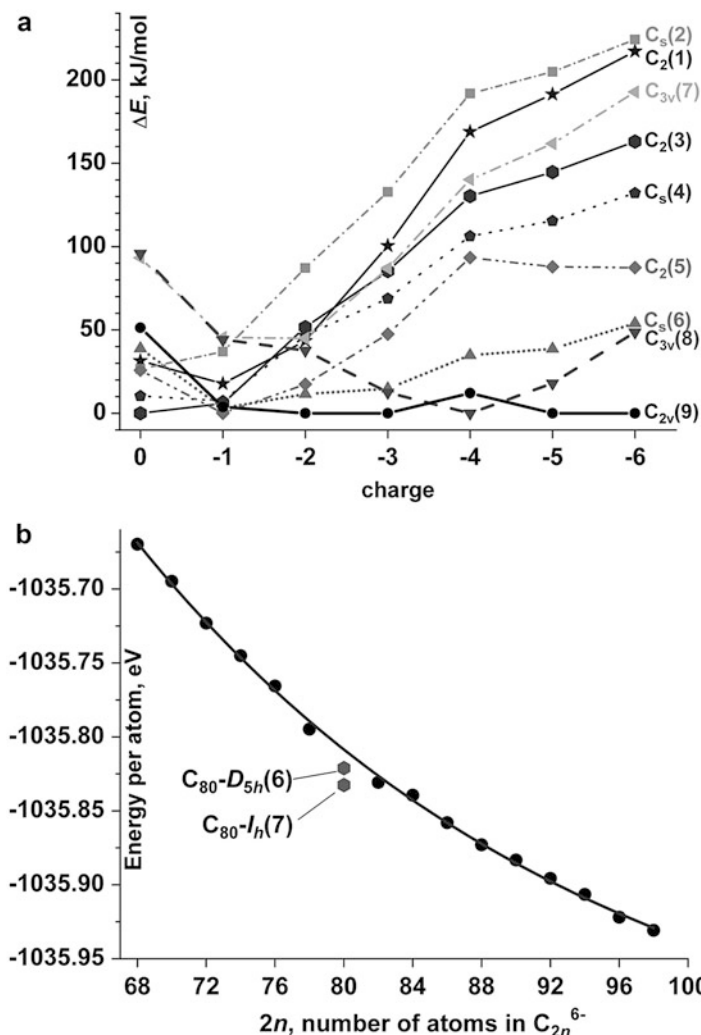 a
ΔE, kJ/mol
200
150
100
50
0
0 -1 -2 -3 -4 -5 -6
charge
Cs(2)
C2(1)
C3v(7)
C2(3)
Cs(4)
C2(5)
Cs(6)
C3v(8)
C2v(9)
b
Energy per atom, eV
-1035.70
-1035.75
-1035.80
-1035.85
-1035.90
-1035.95
C80-D5h(6)
C80-Ih(7)
68 72 76 80 84 88 92 96 100
2n, number of atoms in C2n6-